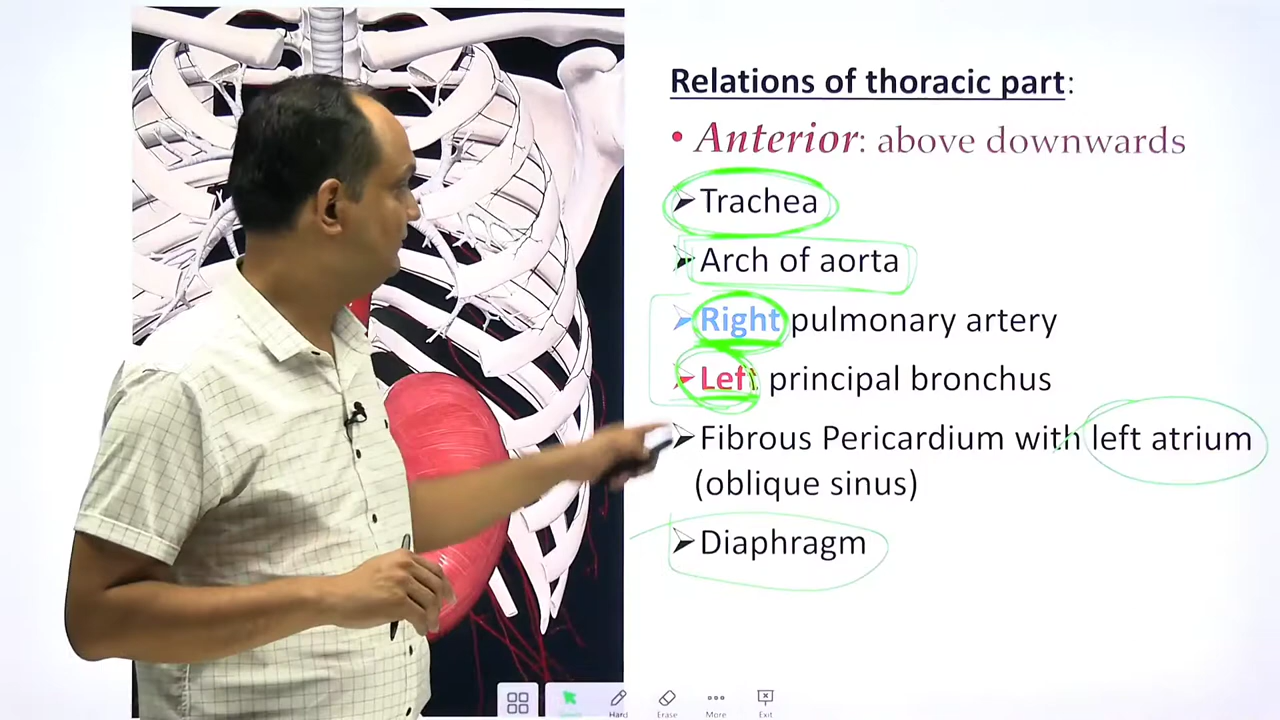 Relations of thoracic part:
• Anterior: above downwards
➢Trachea
➢Arch of aorta
➢Right pulmonary artery
➢Left principal bronchus
➢Fibrous Pericardium with left atrium
(oblique sinus)
➢Diaphragm
Hard Erase More Exit